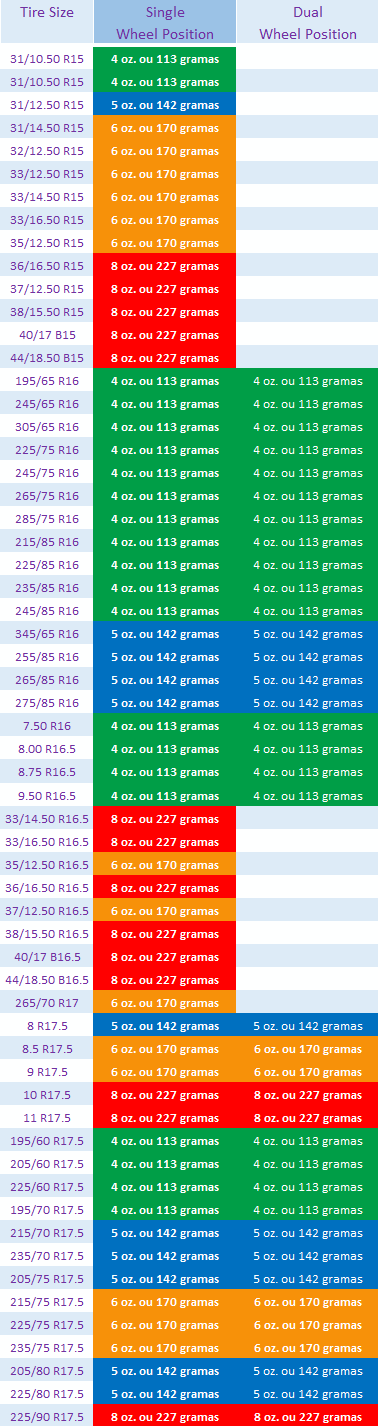 Tire Size Single Dual
Wheel Position Wheel Position
31/10.50 R15 4 oz. ou 113 gramas
31/10.50 R15 4 oz. ou 113 gramas
31/12.50 R15 5 oz. ou 142 gramas
31/14.50 R15 6 oz. ou 170 gramas
32/12.50 R15 6 oz. ou 170 gramas
33/12.50 R15 6 oz. ou 170 gramas
33/14.50 R15 6 oz. ou 170 gramas
33/16.50 R15 6 oz. ou 170 gramas
35/12.50 R15 6 oz. ou 170 gramas
36/16.50 R15 8 oz. ou 227 gramas
37/12.50 R15 8 oz. ou 227 gramas
38/15.50 R15 8 oz. ou 227 gramas
40/17 B15 8 oz. ou 227 gramas
44/18.50 B15 8 oz. ou 227 gramas
195/65 R16 4 oz. ou 113 gramas 4 oz. ou 113 gramas
245/65 R16 4 oz. ou 113 gramas 4 oz. ou 113 gramas
305/65 R16 4 oz. ou 113 gramas 4 oz. ou 113 gramas
225/75 R16 4 oz. ou 113 gramas 4 oz. ou 113 gramas
245/75 R16 4 oz. ou 113 gramas 4 oz. ou 113 gramas
265/75 R16 4 oz. ou 113 gramas 4 oz. ou 113 gramas
285/75 R16 4 oz. ou 113 gramas 4 oz. ou 113 gramas
215/85 R16 4 oz. ou 113 gramas 4 oz. ou 113 gramas
225/85 R16 4 oz. ou 113 gramas 4 oz. ou 113 gramas
235/85 R16 4 oz. ou 113 gramas 4 oz. ou 113 gramas
245/85 R16 4 oz. ou 113 gramas 4 oz. ou 113 gramas
345/65 R16 5 oz. ou 142 gramas 5 oz. ou 142 gramas
255/85 R16 5 oz. ou 142 gramas 5 oz. ou 142 gramas
265/85 R16 5 oz. ou 142 gramas 5 oz. ou 142 gramas
275/85 R16 5 oz. ou 142 gramas 5 oz. ou 142 gramas
7.50 R16 4 oz. ou 113 gramas 4 oz. ou 113 gramas
8.00 R16.5 4 oz. ou 113 gramas 4 oz. ou 113 gramas
8.75 R16.5 4 oz. ou 113 gramas 4 oz. ou 113 gramas
9.50 R16.5 4 oz. ou 113 gramas 4 oz. ou 113 gramas
33/14.50 R16.5 8 oz. ou 227 gramas
33/16.50 R16.5 8 oz. ou 227 gramas
35/12.50 R16.5 6 oz. ou 170 gramas
36/16.50 R16.5 8 oz. ou 227 gramas
37/12.50 R16.5 6 oz. ou 170 gramas
38/15.50 R16.5 8 oz. ou 227 gramas
40/17 B16.5 8 oz. ou 227 gramas
44/18.50 B16.5 8 oz. ou 227 gramas
265/70 R17 6 oz. ou 170 gramas
8 R17.5 5 oz. ou 142 gramas 5 oz. ou 142 gramas
8.5 R17.5 6 oz. ou 170 gramas 6 oz. ou 170 gramas
9 R17.5 6 oz. ou 170 gramas 6 oz. ou 170 gramas
10 R17.5 8 oz. ou 227 gramas 8 oz. ou 227 gramas
11 R17.5 8 oz. ou 227 gramas 8 oz. ou 227 gramas
195/60 R17.5 4 oz. ou 113 gramas 4 oz. ou 113 gramas
205/60 R17.5 4 oz. ou 113 gramas 4 oz. ou 113 gramas
225/60 R17.5 4 oz. ou 113 gramas 4 oz. ou 113 gramas
195/70 R17.5 4 oz. ou 113 gramas 4 oz. ou 113 gramas
215/70 R17.5 5 oz. ou 142 gramas 5 oz. ou 142 gramas
235/70 R17.5 5 oz. ou 142 gramas 5 oz. ou 142 gramas
205/75 R17.5 5 oz. ou 142 gramas 5 oz. ou 142 gramas
215/75 R17.5 6 oz. ou 170 gramas 6 oz. ou 170 gramas
225/75 R17.5 6 oz. ou 170 gramas 6 oz. ou 170 gramas
235/75 R17.5 6 oz. ou 170 gramas 6 oz. ou 170 gramas
205/80 R17.5 5 oz. ou 142 gramas 5 oz. ou 142 gramas
225/80 R17.5 5 oz. ou 142 gramas 5 oz. ou 142 gramas
225/90 R17.5 8 oz. ou 227 gramas 8 oz. ou 227 gramas